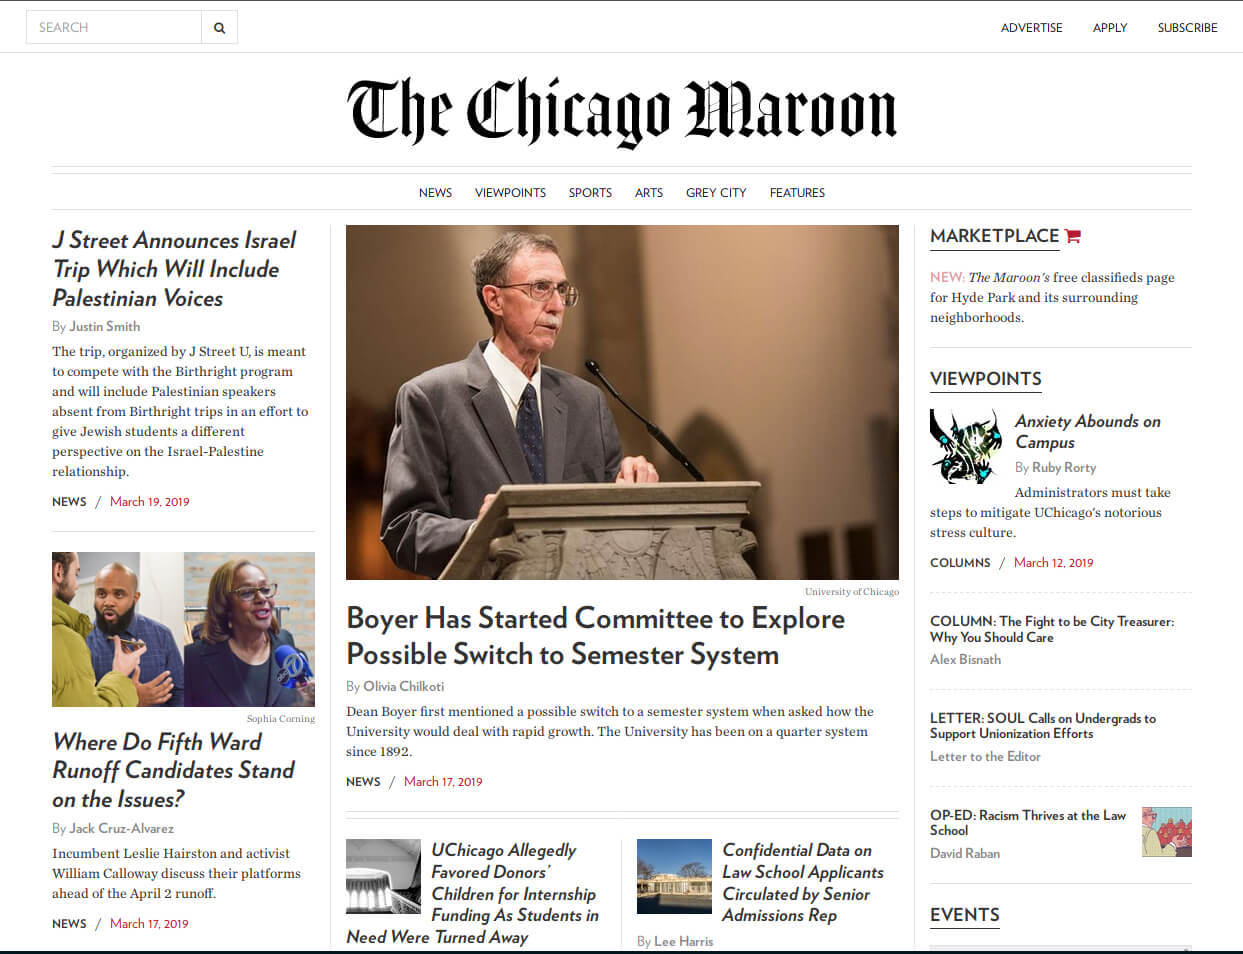 SEARCH
ADVERTISE
APPLY
SUBSCRIBE
The Chicago Maroon
NEWS
VIEWPOINTS
SPORTS
ARTS
GREY CITY
FEATURES
J Street Announces Israel
Trip Which Will Include
Palestinian Voices
By Justin Smith
The trip, organized by J Street U, is meant
to compete with the Birthright program
and will include Palestinian speakers
absent from Birthright trips in an effort to
give Jewish students a different
perspective on the Israel-Palestine
relationship.
NEWS / March 19, 2019
Sophia Corning
Where Do Fifth Ward
Runoff Candidates Stand
on the Issues?
By Jack Cruz-Alvarez
Incumbent Leslie Hairston and activist
William Calloway discuss their platforms
ahead of the April 2 runoff.
NEWS / March 17, 2019
University of Chicago
Boyer Has Started Committee to Explore
Possible Switch to Semester System
By Olivia Chilkoti
Dean Boyer first mentioned a possible switch to a semester system when asked how the
University would deal with rapid growth. The University has been on a quarter system
since 1892.
NEWS / March 17, 2019
UChicago Allegedly
Favored Donors'
Children for Internship
Funding As Students in
Need Were Turned Away
Confidential Data on
Law School Applicants
Circulated by Senior
Admissions Rep
By Lee Harris
MARKETPLACE
NEW: The Maroon's free classifieds page
for Hyde Park and its surrounding
neighborhoods.
VIEWPOINTS
Anxiety Abounds on
Campus
By Ruby Rorty
Administrators must take
steps to mitigate UChicago's notorious
stress culture.
COLUMNS / March 12, 2019
COLUMN: The Fight to be City Treasurer:
Why You Should Care
Alex Bisnath
LETTER: SOUL Calls on Undergrads to
Support Unionization Efforts
Letter to the Editor
OP-ED: Racism Thrives at the Law
School
David Raban
EVENTS